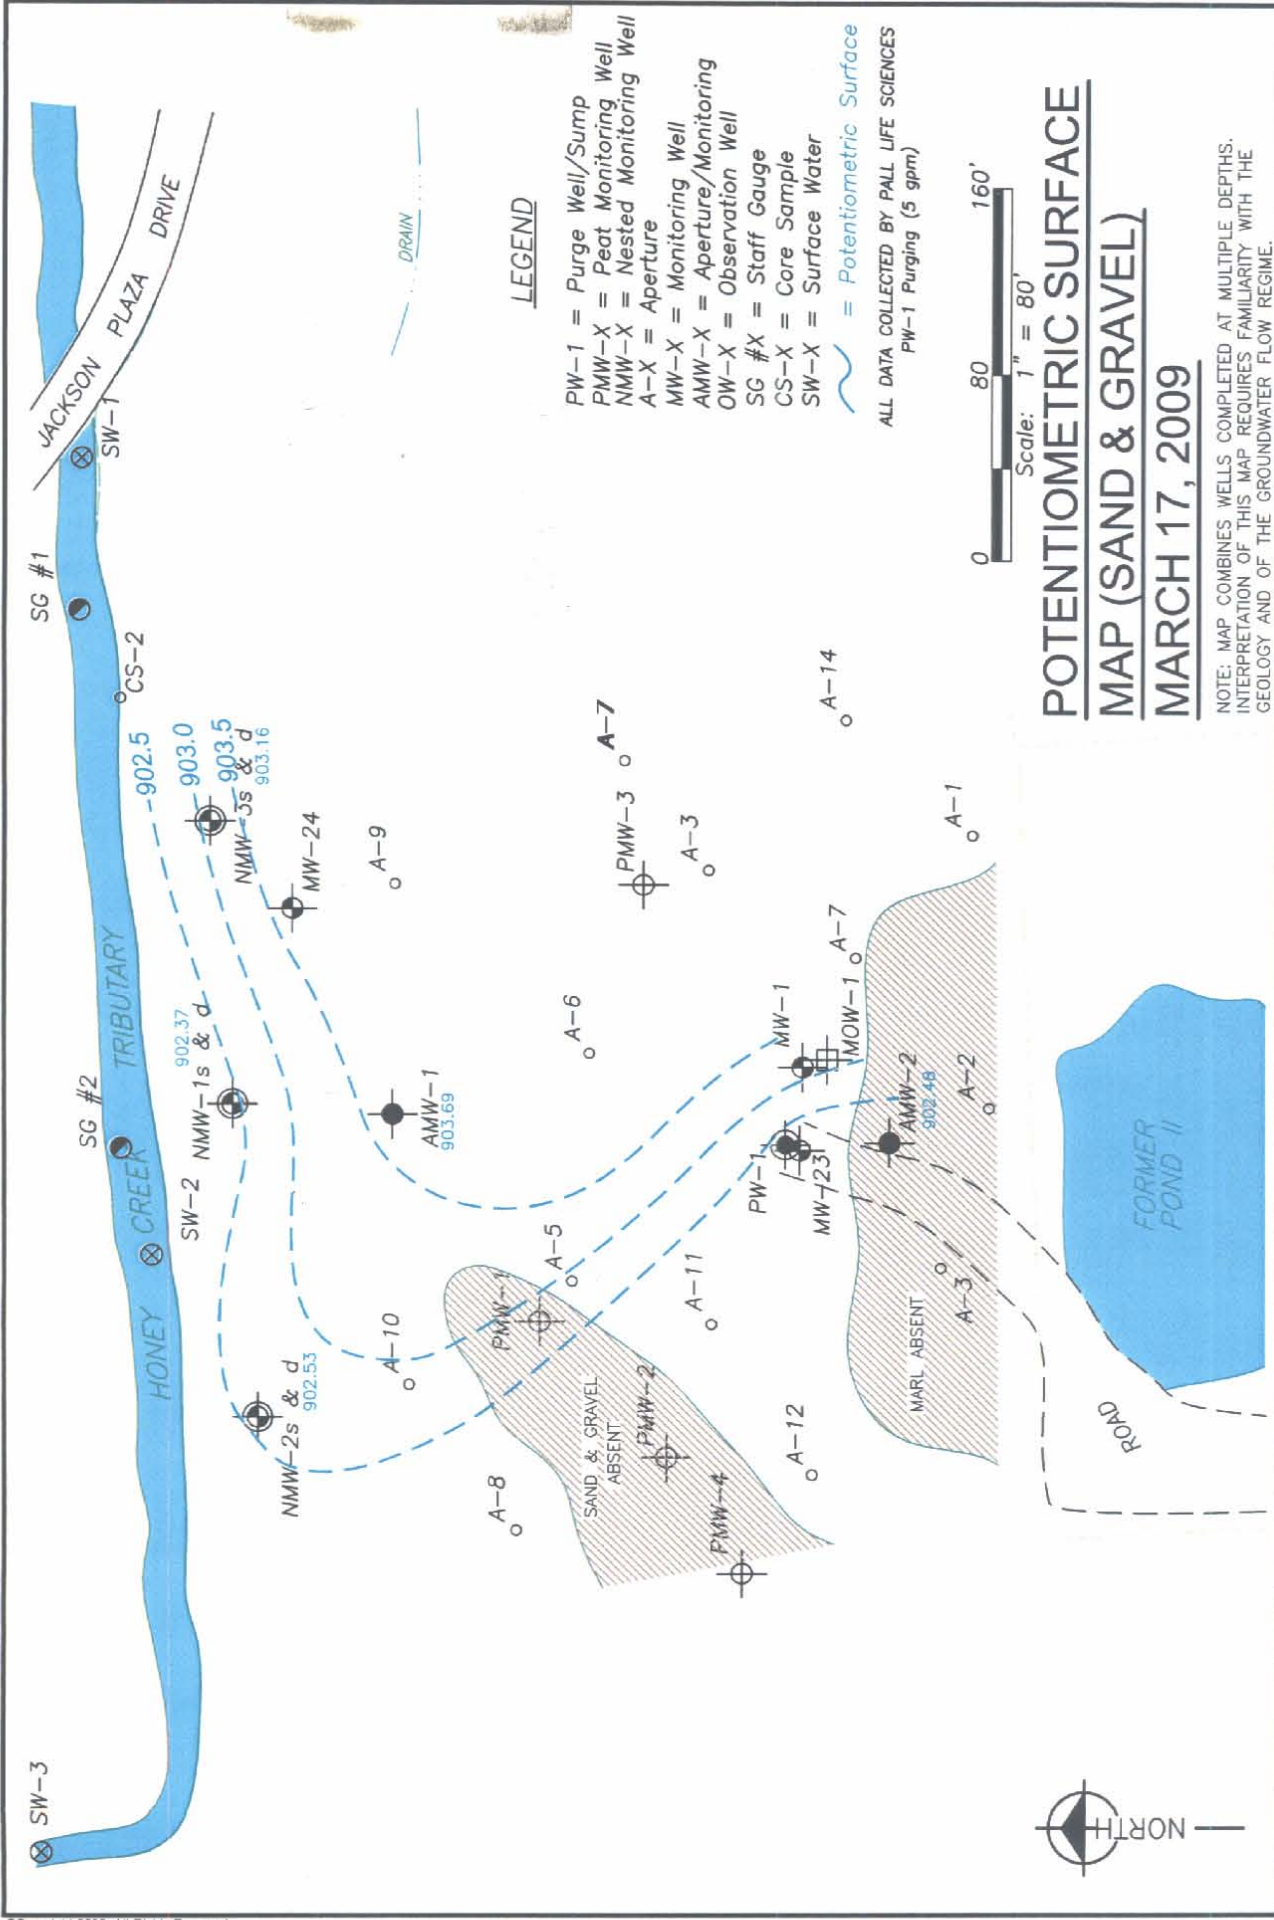 SW-3
SG #2
SG #1
HONEY CREEK TRIBUTARY
SW-2
SW-1
JACKSON PLAZA DRIVE
CS-2
902.5
903.0
903.5
NMW-1s & d
902.37
NMW-2s & d
902.53
NMW-3s & d
903.16
MW-24
A-9
AMW-1
903.69
A-10
A-8
A-5
A-6
PMW-1
SAND & GRAVEL
ABSENT
PMW-2
PMW-4
A-11
A-12
PMW-3
A-7
A-3
A-14
A-1
MW-1
MOW-1
A-7
PW-1
MW-23
AMW-2
902.48
A-2
A-3
MARL ABSENT
FORMER
POND II
ROAD
NORTH
DRAIN
LEGEND
PW-1 = Purge Well/Sump
PMW-X = Peat Monitoring Well
NMW-X = Nested Monitoring Well
A-X = Aperture
MW-X = Monitoring Well
AMW-X = Aperture/Monitoring
OW-X = Observation Well
SG #X = Staff Gauge
CS-X = Core Sample
SW-X = Surface Water
= Potentiometric Surface
ALL DATA COLLECTED BY PALL LIFE SCIENCES
PW-1 Purging (5 gpm)
0 80 160'
Scale: 1" = 80'
POTENTIOMETRIC SURFACE
MAP (SAND & GRAVEL)
MARCH 17, 2009
NOTE: MAP COMBINES WELLS COMPLETED AT MULTIPLE DEPTHS.
INTERPRETATION OF THIS MAP REQUIRES FAMILIARITY WITH THE
GEOLOGY AND OF THE GROUNDWATER FLOW REGIME.